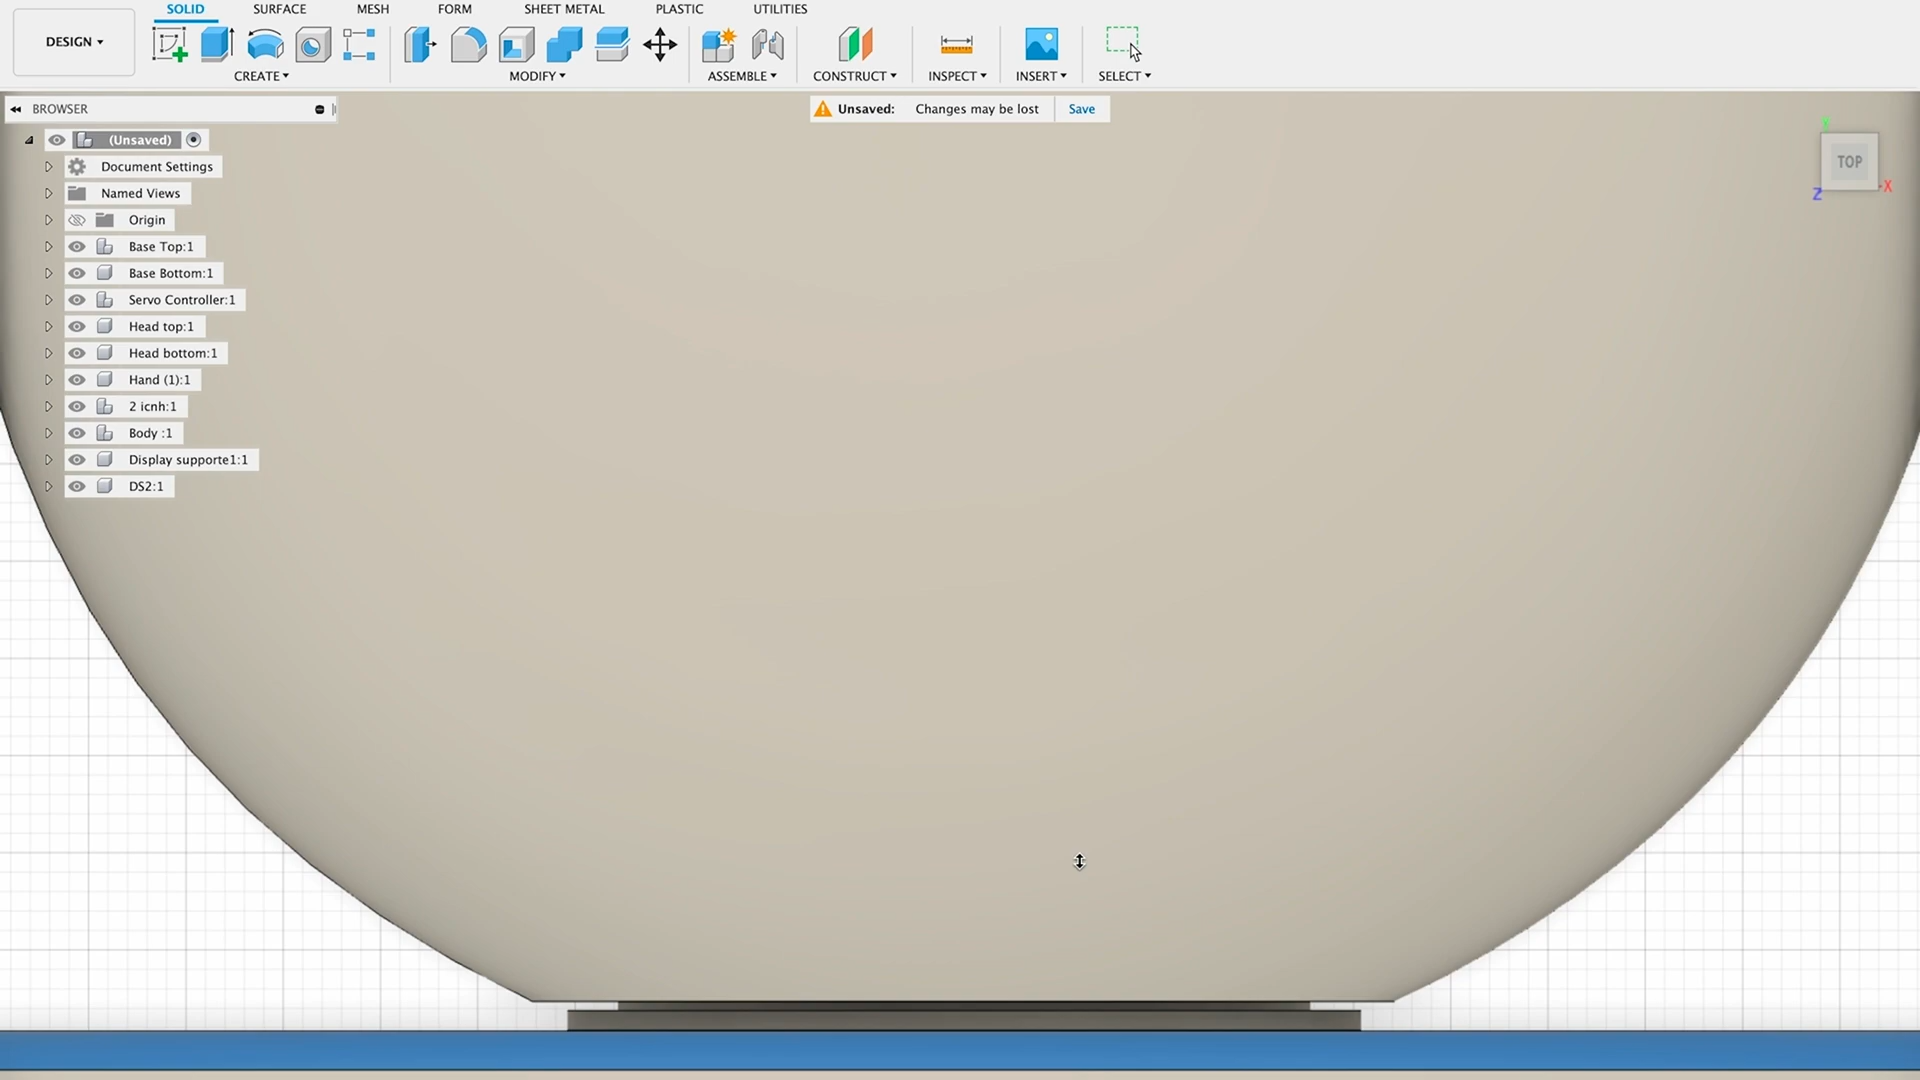 SOLID SURFACE MESH FORM SHEET METAL PLASTIC UTILITIES
DESIGN
CREATE MODIFY ASSEMBLE CONSTRUCT INSPECT INSERT SELECT
BROWSER
Unsaved: Changes may be lost Save
(Unsaved)
Document Settings
Named Views
Origin
Base Top:1
Base Bottom:1
Servo Controller:1
Head top:1
Head bottom:1
Hand (1):1
2 icnh:1
Body :1
Display supporte1:1
DS2:1
Y
TOP
X
Z